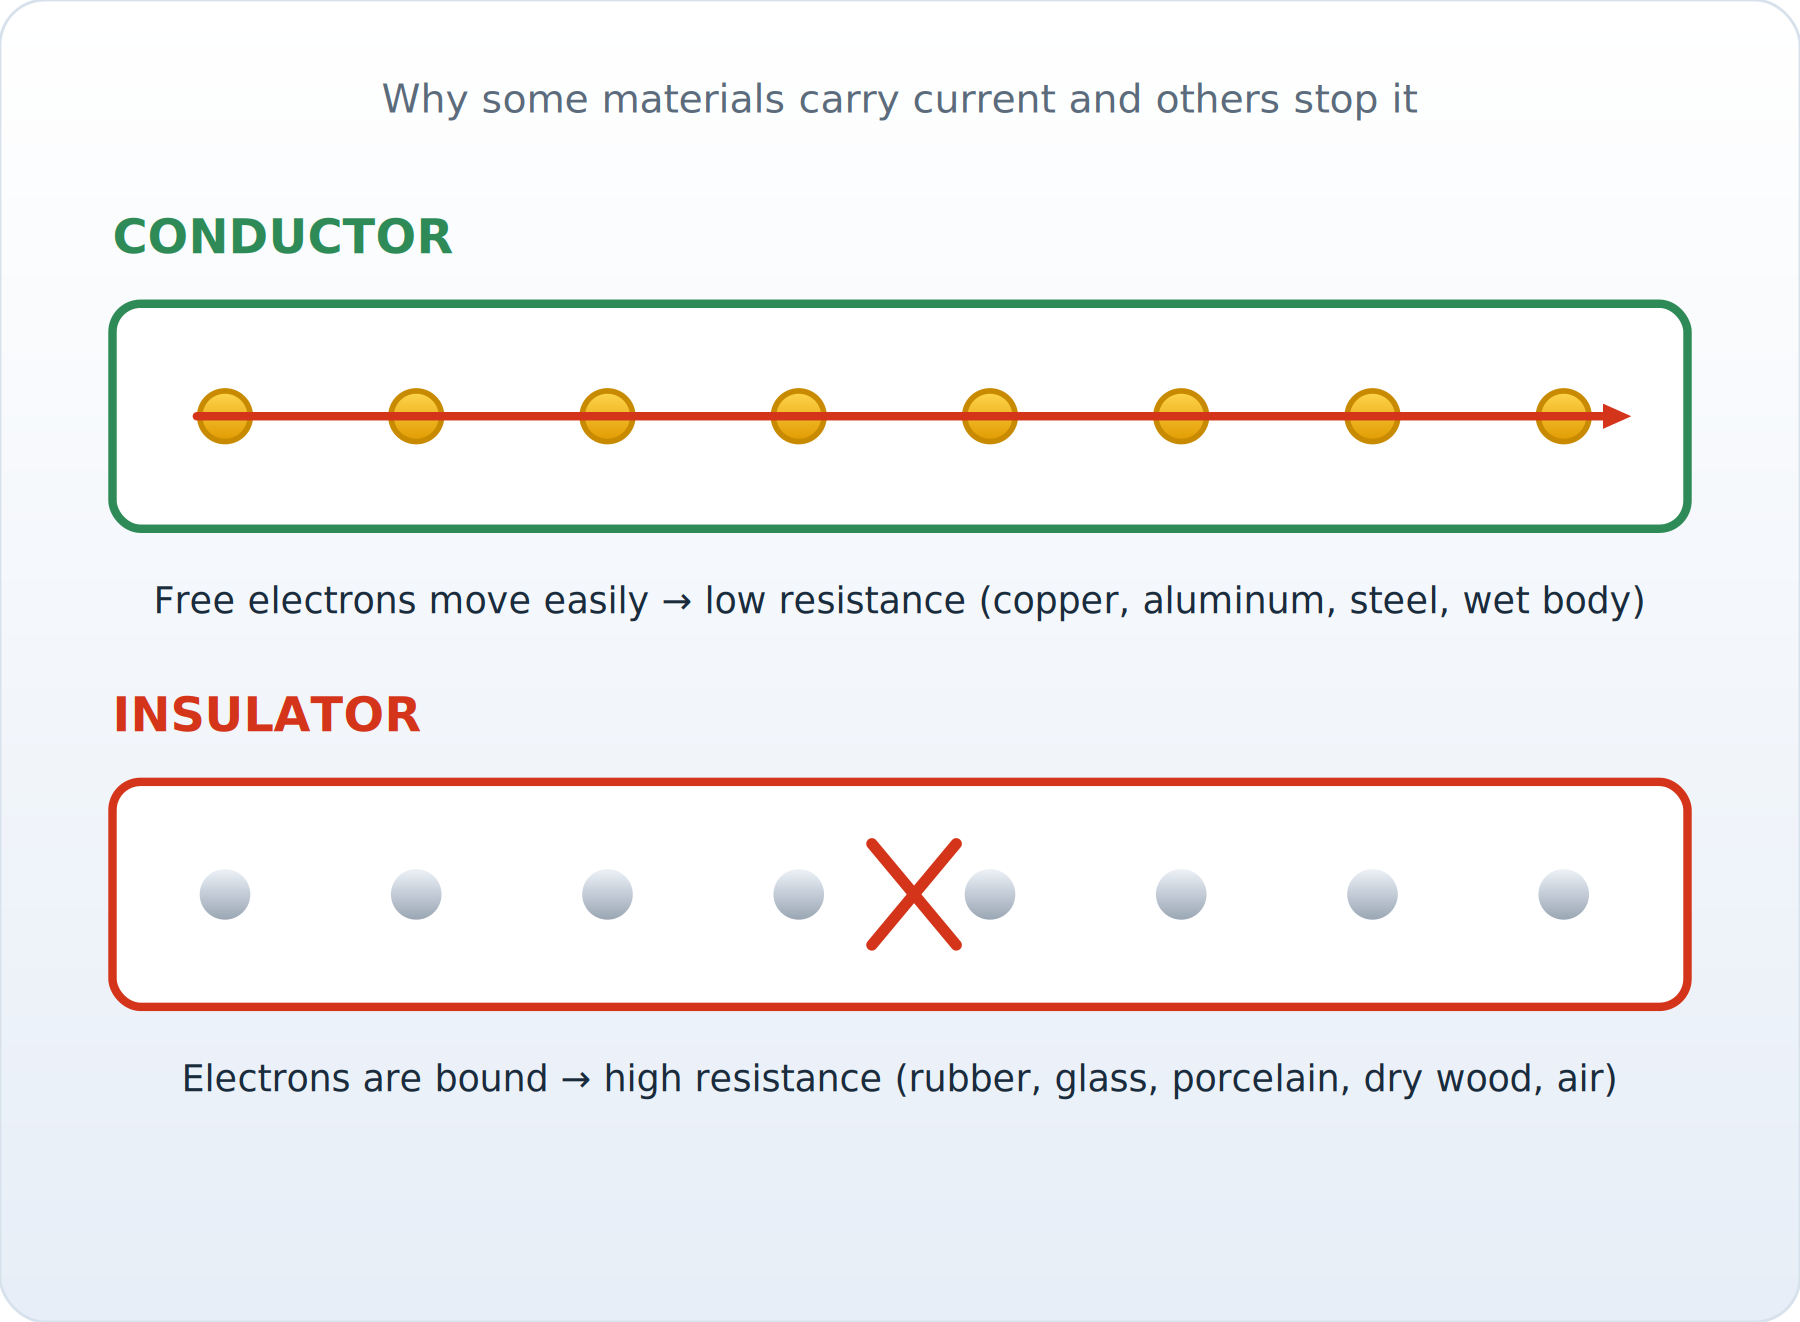 Why some materials carry current and others stop it
CONDUCTOR
Free electrons move easily → low resistance (copper, aluminum, steel, wet body)
INSULATOR
Electrons are bound → high resistance (rubber, glass, porcelain, dry wood, air)